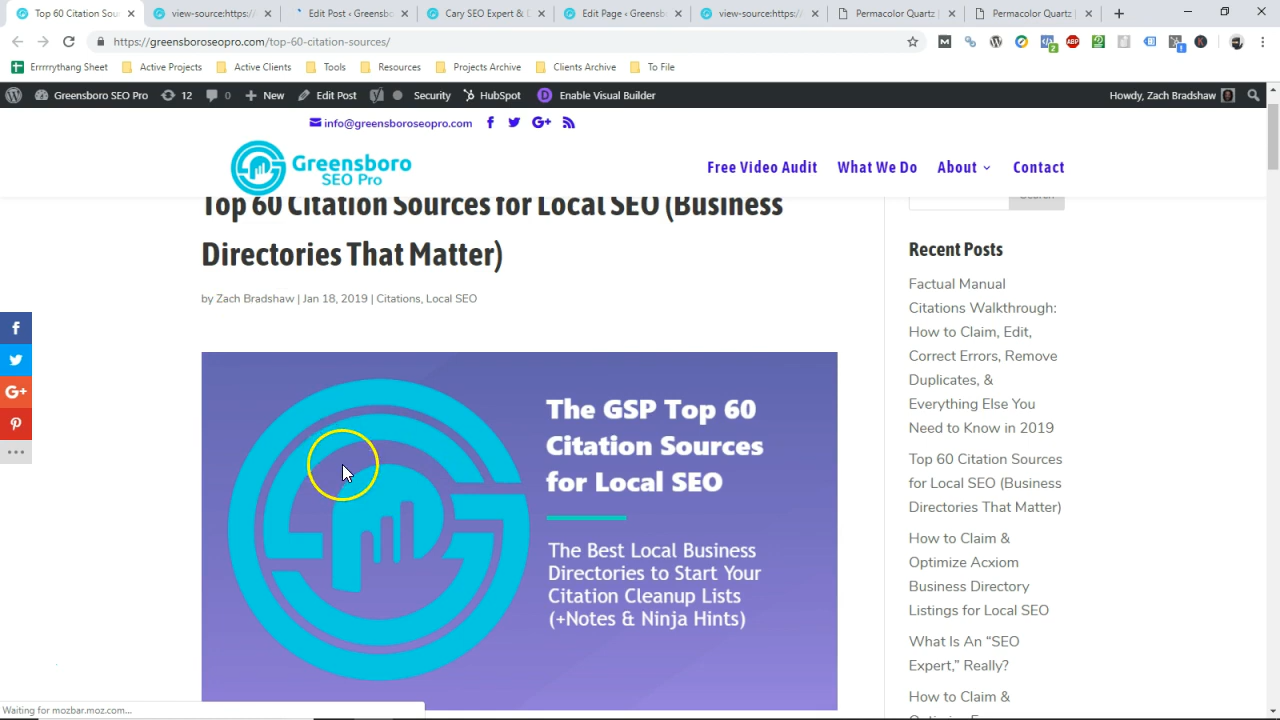 Top 60 Citation Sour
view-source:https://
Edit Post ‹ Greensb
Cary SEO Expert & D
Edit Page ‹ Greensb
view-source:https://
Permacolor Quartz
Permacolor Quartz
https://greensboroseopro.com/top-60-citation-sources/
Errrrrythang Sheet
Active Projects
Active Clients
Tools
Resources
Projects Archive
Clients Archive
To File
Greensboro SEO Pro
12
0
New
Edit Post
Security
HubSpot
Enable Visual Builder
Howdy, Zach Bradshaw
info@greensboroseopro.com
Greensboro
SEO Pro
Free Video Audit
What We Do
About
Contact
Top 60 Citation Sources for Local SEO (Business
Directories That Matter)
by Zach Bradshaw | Jan 18, 2019 | Citations, Local SEO
The GSP Top 60
Citation Sources
for Local SEO
The Best Local Business
Directories to Start Your
Citation Cleanup Lists
(+Notes & Ninja Hints)
Search
Recent Posts
Factual Manual
Citations Walkthrough:
How to Claim, Edit,
Correct Errors, Remove
Duplicates, &
Everything Else You
Need to Know in 2019
Top 60 Citation Sources
for Local SEO (Business
Directories That Matter)
How to Claim &
Optimize Acxiom
Business Directory
Listings for Local SEO
What Is An “SEO
Expert,” Really?
How to Claim &
Waiting for mozbar.moz.com...